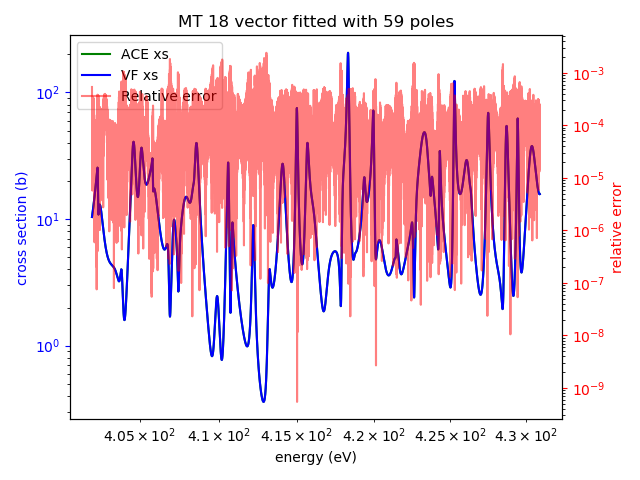 MT 18 vector fitted with 59 poles
ACE xs
VF xs
Relative error
cross section (b)
10²
10¹
10⁰
relative error
10⁻³
10⁻⁴
10⁻⁵
10⁻⁶
10⁻⁷
10⁻⁸
10⁻⁹
4.05 × 10² 4.1 × 10² 4.15 × 10² 4.2 × 10² 4.25 × 10² 4.3 × 10²
energy (eV)